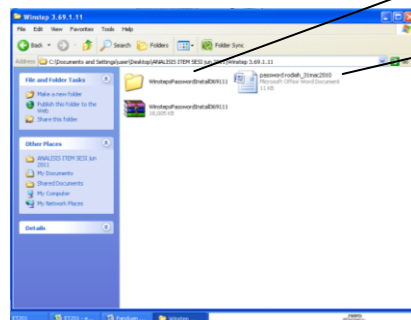 Winstep 3.69.1.11
File Edit View Favorites Tools Help
Back Search Folders Folder Sync
Address C:\Documents and Settings\user\Desktop\ANALISIS ITEM SESI jun 2011\Winstep 3.69.1.11
File and Folder Tasks
Make a new folder
Publish this folder to the Web
Share this folder
Other Places
ANALISIS ITEM SESI jun 2011
My Documents
Shared Documents
My Computer
My Network Places
Details
WinstepsPasswordInstall369111
password rodiah_31mac2010
Microsoft Office Word Document
11 KB
WinstepsPasswordInstall369111
Panduan ...
Winstep